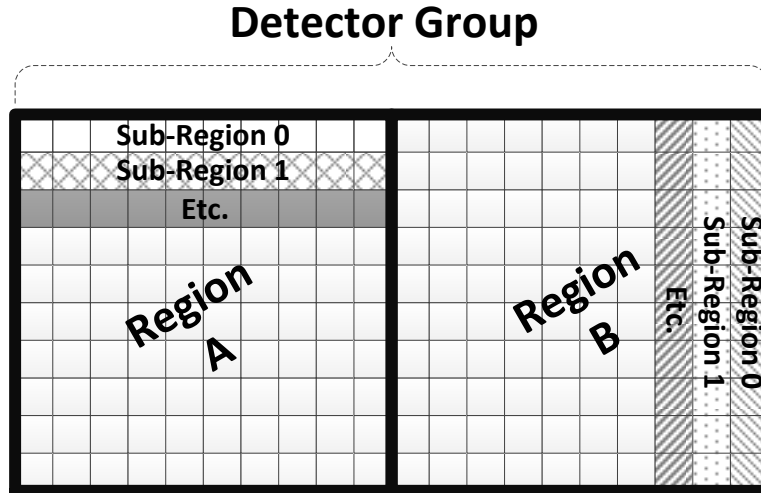 Detector Group
Sub-Region 0
Sub-Region 1
Etc.
Region
A
Region
B
Etc.
Sub-Region 1
Sub-Region 0